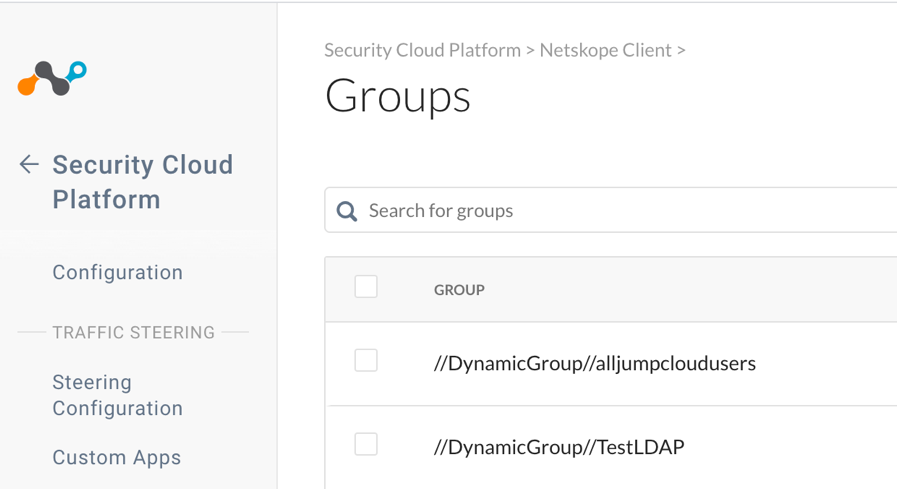 Security Cloud Platform > Netskope Client >
Groups
Security Cloud
Platform
Search for groups
Configuration
GROUP
TRAFFIC STEERING
//DynamicGroup//alljumpcloudusers
Steering
Configuration
//DynamicGroup//TestLDAP
Custom Apps